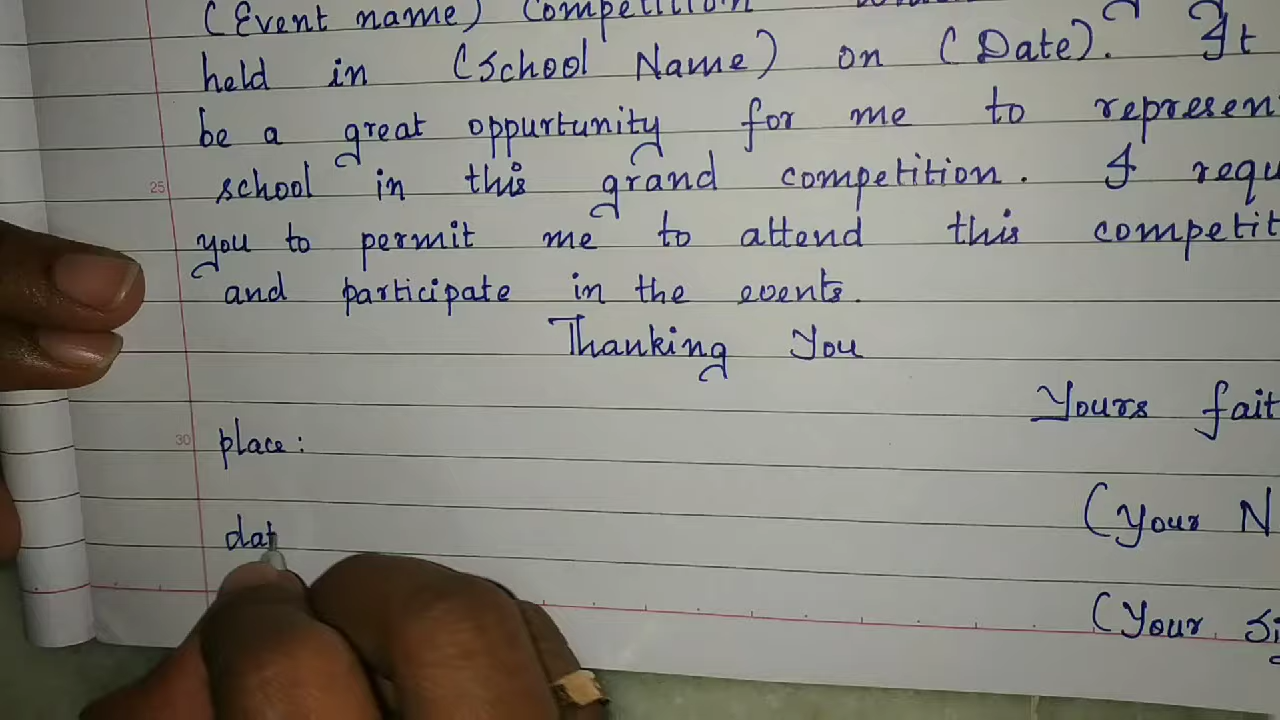 (Event name) Competition
held in (School Name) on (Date). It
be a great oppurtunity for me to represen
school in this grand competition. I requ
25
you to permit me to attend this competit
and participate in the events.
Thanking You
Yours fait
30 place:
(Your N
dat
(Your Si